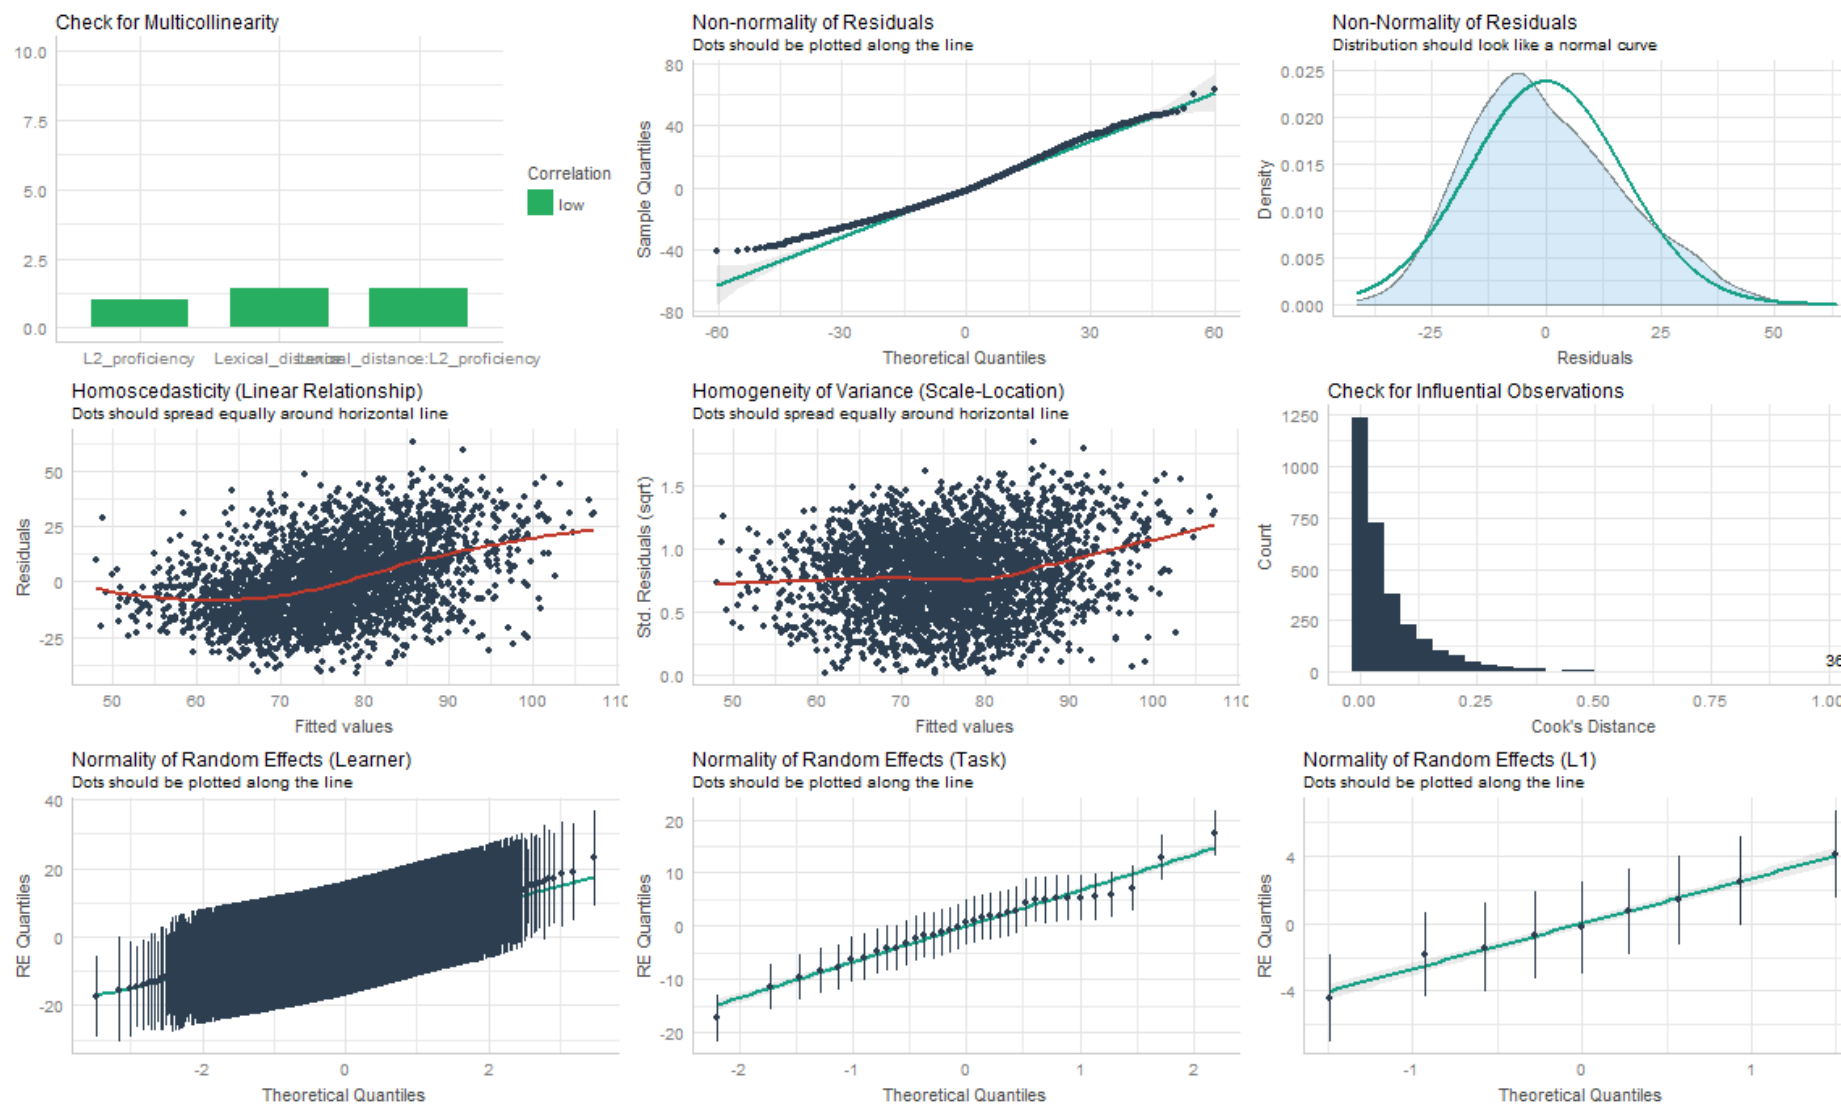 Check for Multicollinearity
10.0
7.5
5.0
2.5
0.0
L2_proficiency
Correlation
low
Non-normality of Residuals
Dots should be plotted along the line
Sample Quantiles
80
40
0
-40
-80
-60
-30
0
30
60
Theoretical Quantiles
Non-Normality of Residuals
Distribution should look like a normal curve
Density
0.025
0.020
0.015
0.010
0.005
0.000
-25
0
25
50
Residuals
Homoscedasticity (Linear Relationship)
Dots should spread equally around horizontal line
Residuals
50
25
0
-25
50
60
70
80
90
100
Fitted values
Homogeneity of Variance (Scale-Location)
Dots should spread equally around horizontal line
Std. Residuals (sqrt)
1.5
1.0
0.5
0.0
50
60
70
80
90
100
Fitted values
Check for Influential Observations
Count
1250
1000
750
500
250
0
36
0.00
0.25
0.50
0.75
1.00
Cook's Distance
Normality of Random Effects (Learner)
Dots should be plotted along the line
RE Quantiles
40
20
0
-20
-2
0
2
Theoretical Quantiles
Normality of Random Effects (Task)
Dots should be plotted along the line
RE Quantiles
20
10
0
-10
-20
-2
-1
0
1
2
Theoretical Quantiles
Normality of Random Effects (L1)
Dots should be plotted along the line
RE Quantiles
4
0
-4
-1
0
1
Theoretical Quantiles